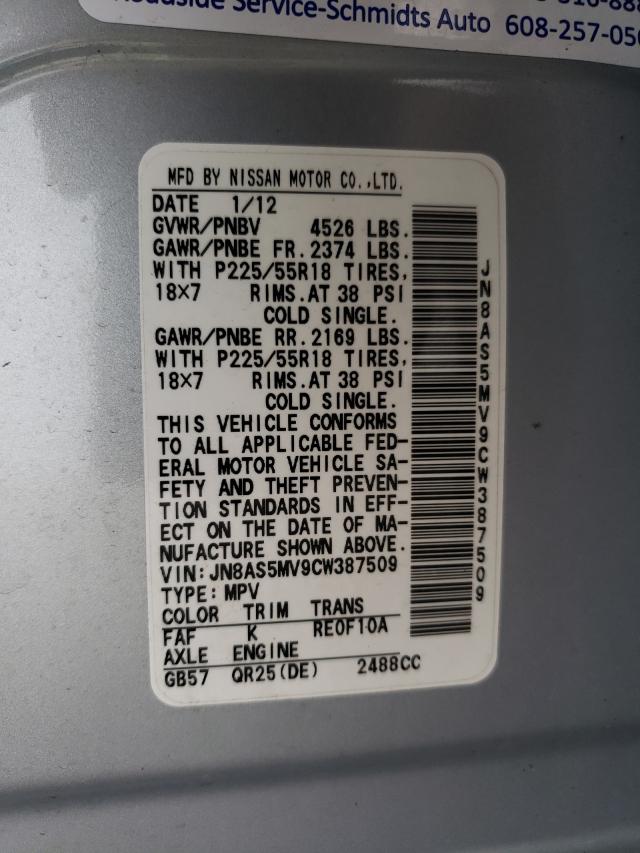 Service-Schmidts Auto 608-257-05
MFD BY NISSAN MOTOR CO.,LTD.
DATE 1/12
GVWR/PNBV 4526 LBS.
GAWR/PNBE FR. 2374 LBS.
WITH P225/55R18 TIRES,
18X7 RIMS. AT 38 PSI
COLD SINGLE.
GAWR/PNBE RR. 2169 LBS.
WITH P225/55R18 TIRES,
18X7 RIMS. AT 38 PSI
COLD SINGLE.
THIS VEHICLE CONFORMS
TO ALL APPLICABLE FED-
ERAL MOTOR VEHICLE SA-
FETY AND THEFT PREVEN-
TION STANDARDS IN EFF-
ECT ON THE DATE OF MA-
NUFACTURE SHOWN ABOVE.
VIN: JN8AS5MV9CW387509
TYPE: MPV
COLOR TRIM TRANS
FAF K RE0F10A
AXLE ENGINE
GB57 QR25(DE) 2488CC
JN8AS5MV9CW387509